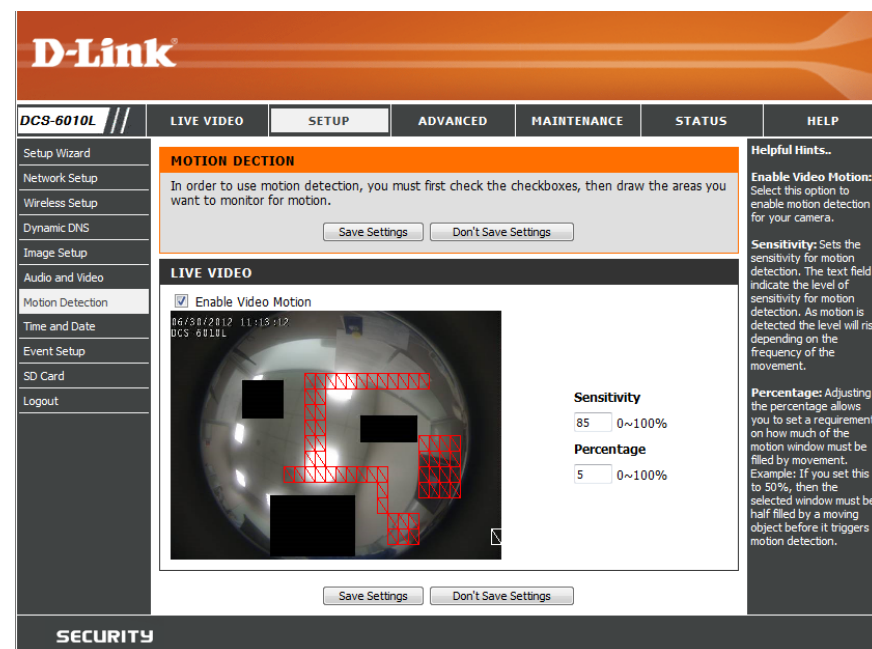 D-Link
DCS-6010L
LIVE VIDEO
SETUP
ADVANCED
MAINTENANCE
STATUS
HELP
Setup Wizard
Network Setup
Wireless Setup
Dynamic DNS
Image Setup
Audio and Video
Motion Detection
Time and Date
Event Setup
SD Card
Logout
MOTION DECTION
In order to use motion detection, you must first check the checkboxes, then draw the areas you
want to monitor for motion.
Save Settings
Don't Save Settings
LIVE VIDEO
Enable Video Motion
06/30/2012 11:13:12
DCS 6010L
Sensitivity
85 0~100%
Percentage
5 0~100%
Save Settings
Don't Save Settings
Helpful Hints..
Enable Video Motion:
Select this option to
enable motion detection
for your camera.
Sensitivity: Sets the
sensitivity for motion
detection. The text field
indicate the level of
sensitivity for motion
detection. As motion is
detected the level will ris
depending on the
frequency of the
movement.
Percentage: Adjusting
the percentage allows
you to set a requirement
on how much of the
motion window must be
filled by movement.
Example: If you set this
to 50%, then the
selected window must be
half filled by a moving
object before it triggers
motion detection.
SECURITY